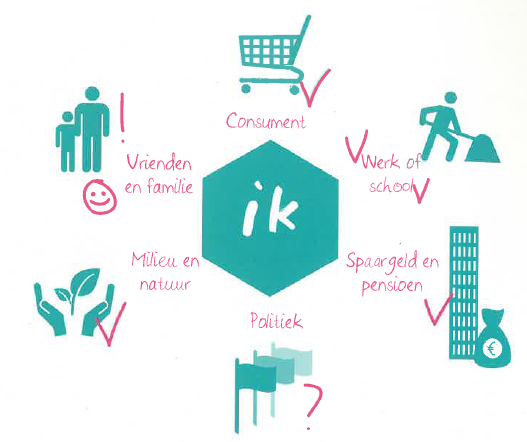 Consument
!
Vrienden
en familie
Werk of
school
ik
Milieu en
natuur
Spaargeld en
pensioen
€
Politiek
?